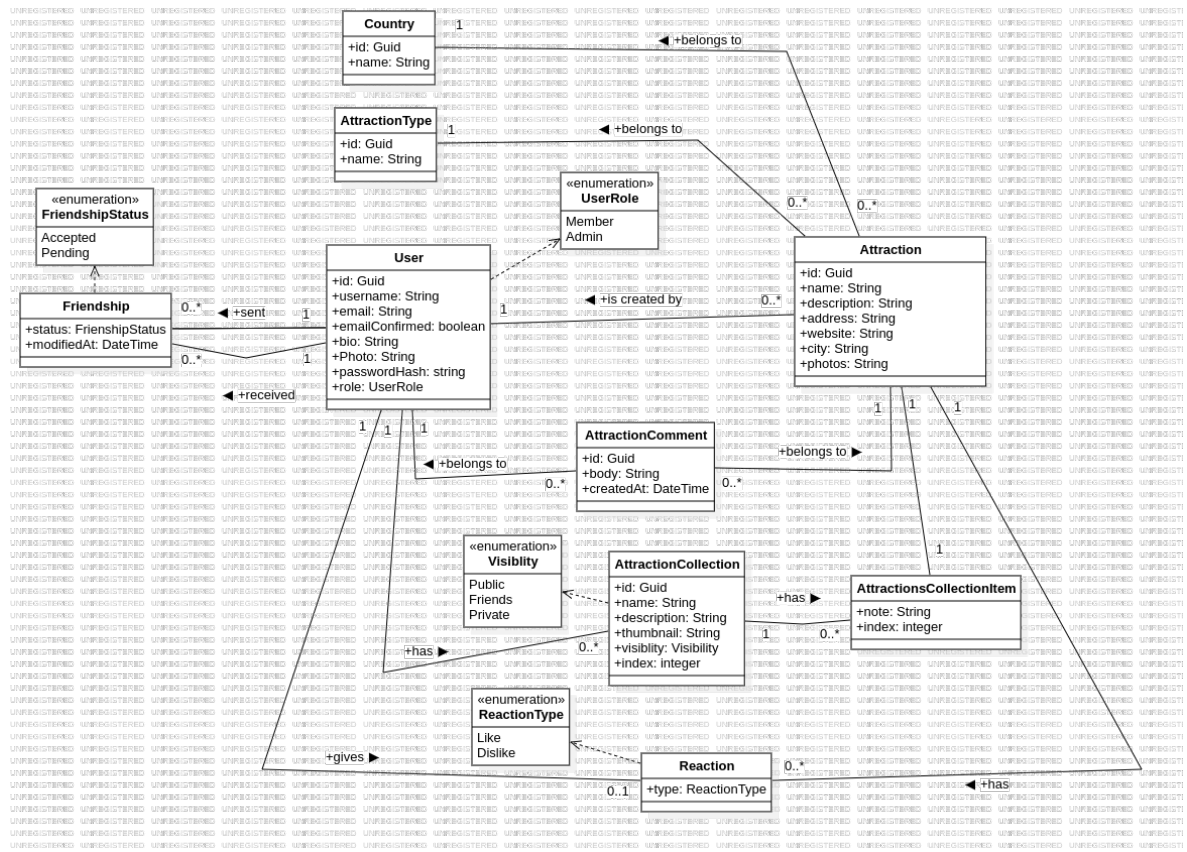 Country
+id: Guid
+name: String
1
◄ +belongs to
AttractionType
+id: Guid
+name: String
1
◄ +belongs to
0..*
0..*
«enumeration»
UserRole
Member
Admin
«enumeration»
FriendshipStatus
Accepted
Pending
Friendship
+status: FrienshipStatus
+modifiedAt: DateTime
0..*
◄ +sent
1
0..*
1
◄ +received
User
+id: Guid
+username: String
+email: String
+emailConfirmed: boolean
+bio: String
+Photo: String
+passwordHash: string
+role: UserRole
1
◄ +is created by
0..*
Attraction
+id: Guid
+name: String
+description: String
+address: String
+website: String
+city: String
+photos: String
1
1
1
1
1
1
AttractionComment
+id: Guid
+body: String
+createdAt: DateTime
◄ +belongs to
0..*
+belongs to ►
0..*
«enumeration»
Visiblity
Public
Friends
Private
AttractionCollection
+id: Guid
+name: String
+description: String
+thumbnail: String
+visiblity: Visibility
+index: integer
+has ►
0..*
+has ►
1
0..*
1
AttractionsCollectionItem
+note: String
+index: integer
«enumeration»
ReactionType
Like
Dislike
Reaction
+type: ReactionType
+gives ►
0..1
0..*
◄ +has
UNREGISTERED